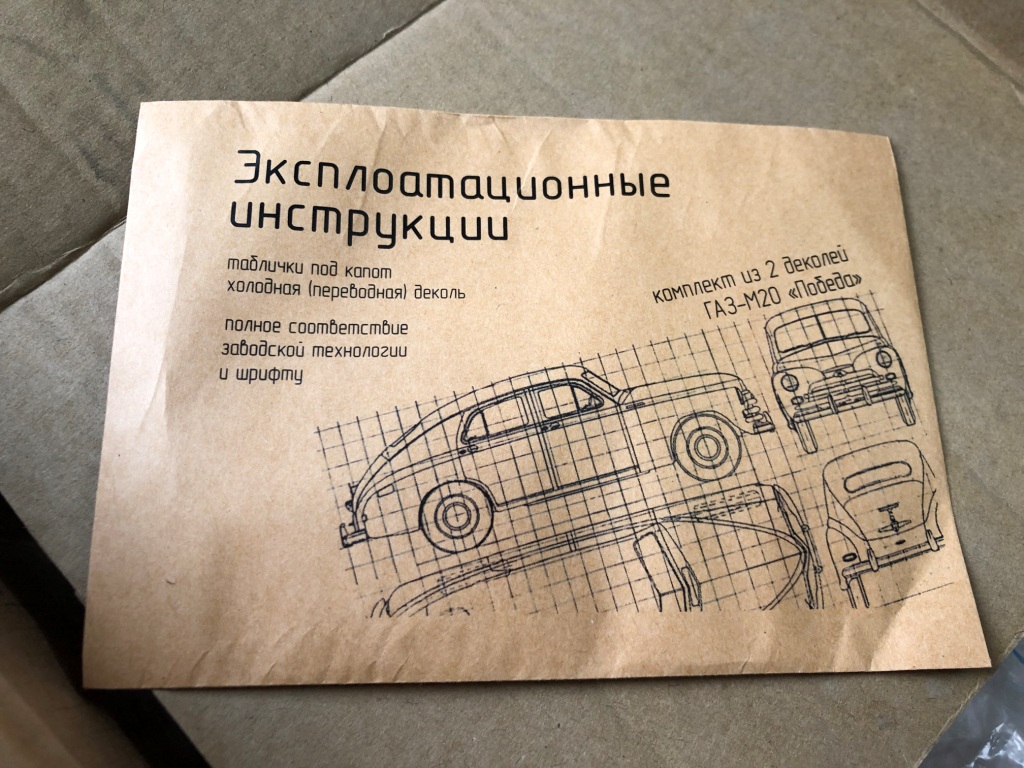 Эксплоатационные
инструкции
таблички под капот
холодная (переводная) деколь
полное соответствие
заводской технологии
и шрифту
комплект из 2 деколей
ГАЗ-М20 «Победа»